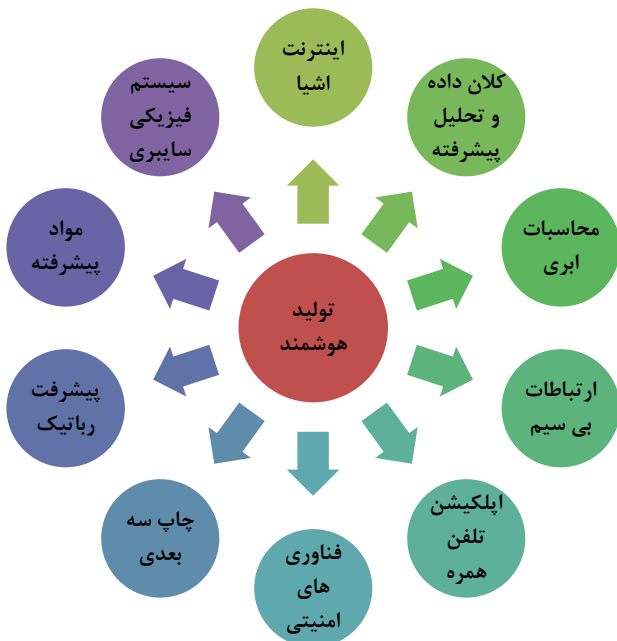 اینترنت
اشیا
کلان داده
و تحلیل
پیشرفته
محاسبات
ابری
ارتباطات
بی سیم
اپلکیشن
تلفن
همره
فناوری
های
امنیتی
چاپ سه
بعدی
پیشرفت
رباتیک
مواد
پیشرفته
سیستم
فیزیکی
سایبری
تولید
هوشمند